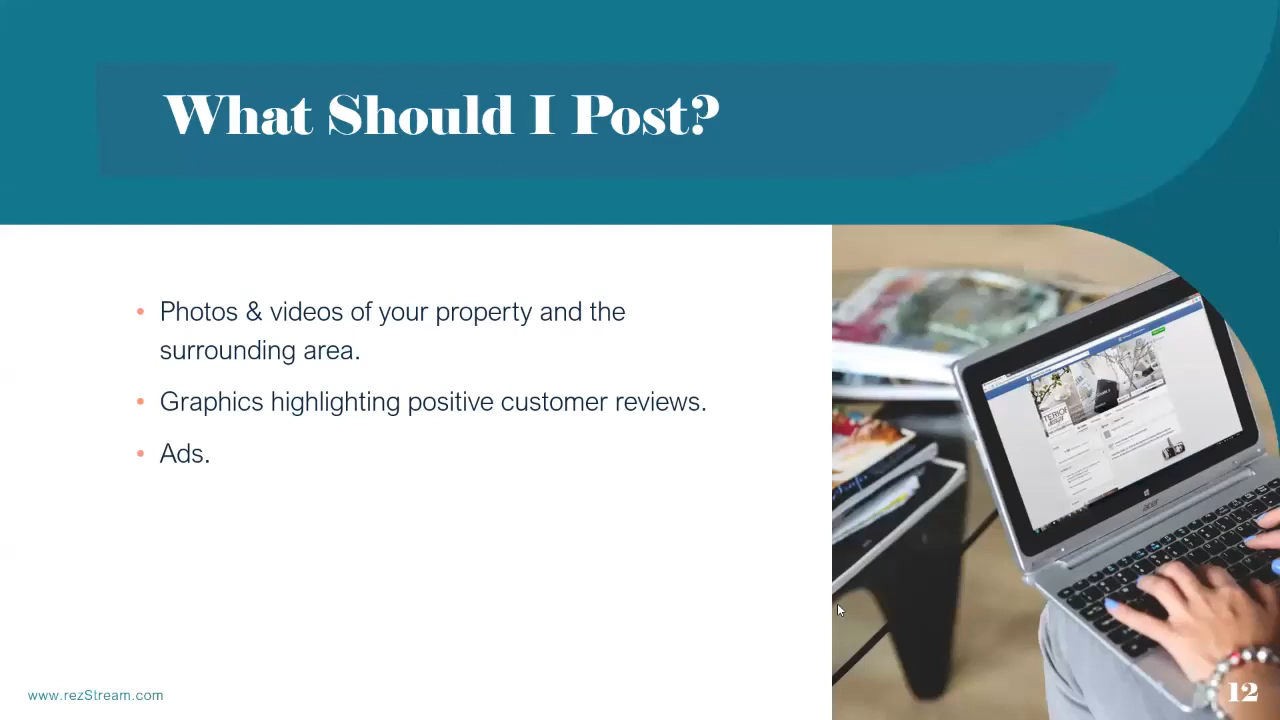 What Should I Post?
• Photos & videos of your property and the
surrounding area.
• Graphics highlighting positive customer reviews.
• Ads.
acer
www.rezStream.com
12